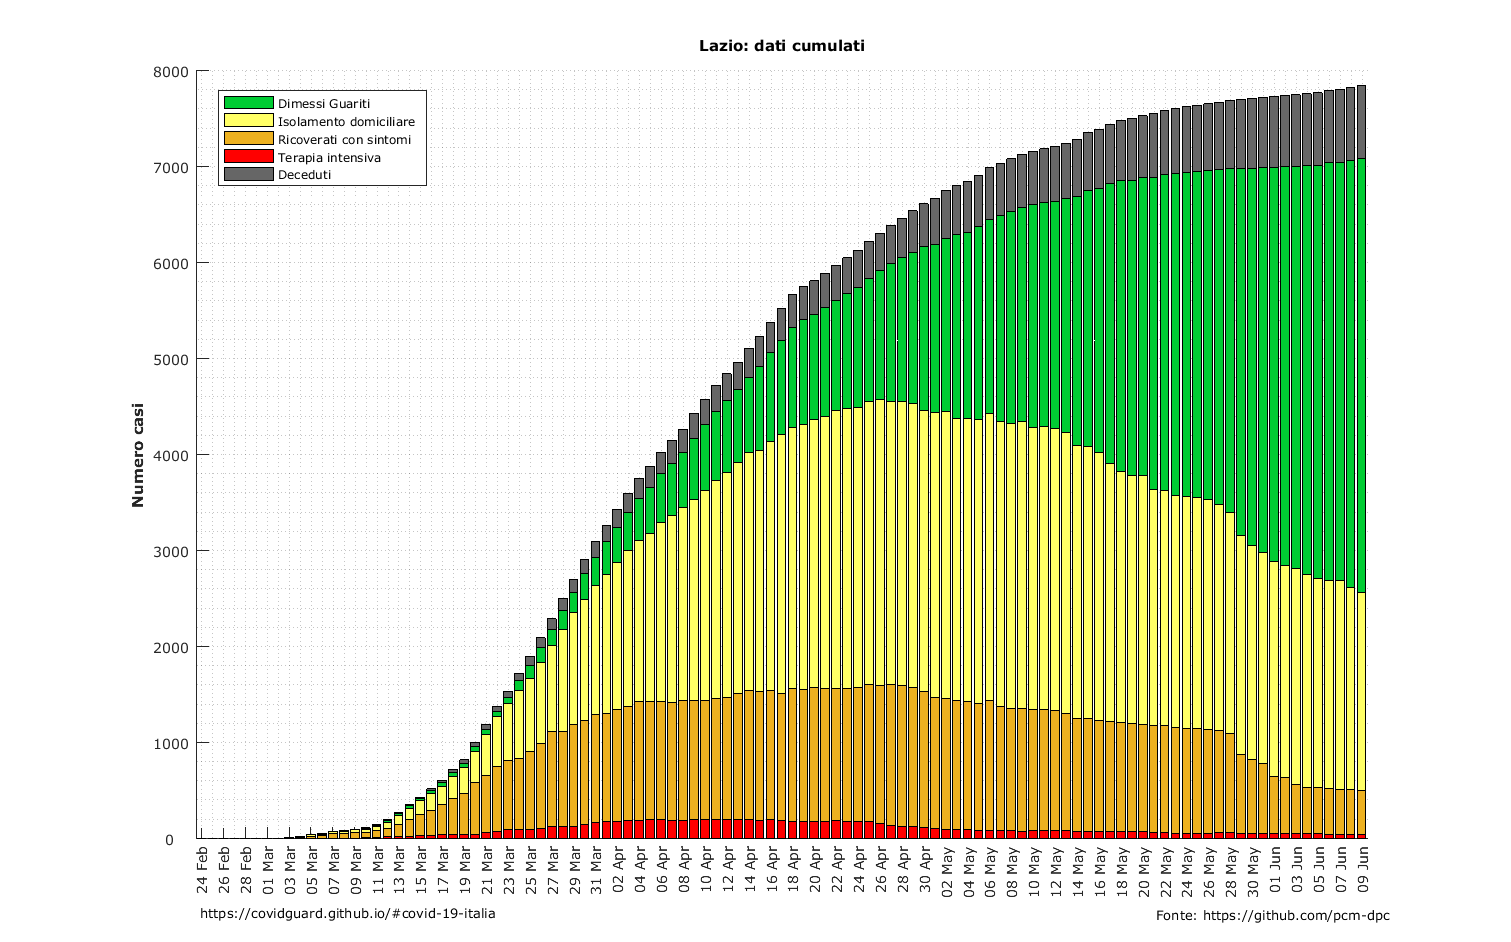 Lazio: dati cumulati
8000
7000
6000
5000
4000
3000
2000
1000
0
Numero casi
Dimessi Guariti
Isolamento domiciliare
Ricoverati con sintomi
Terapia intensiva
Deceduti
24 Feb
26 Feb
28 Feb
01 Mar
03 Mar
05 Mar
07 Mar
09 Mar
11 Mar
13 Mar
15 Mar
17 Mar
19 Mar
21 Mar
23 Mar
25 Mar
27 Mar
29 Mar
31 Mar
02 Apr
04 Apr
06 Apr
08 Apr
10 Apr
12 Apr
14 Apr
16 Apr
18 Apr
20 Apr
22 Apr
24 Apr
26 Apr
28 Apr
30 Apr
02 May
04 May
06 May
08 May
10 May
12 May
14 May
16 May
18 May
20 May
22 May
24 May
26 May
28 May
30 May
01 Jun
03 Jun
05 Jun
07 Jun
09 Jun
https://covidguard.github.io/#covid-19-italia
Fonte: https://github.com/pcm-dpc